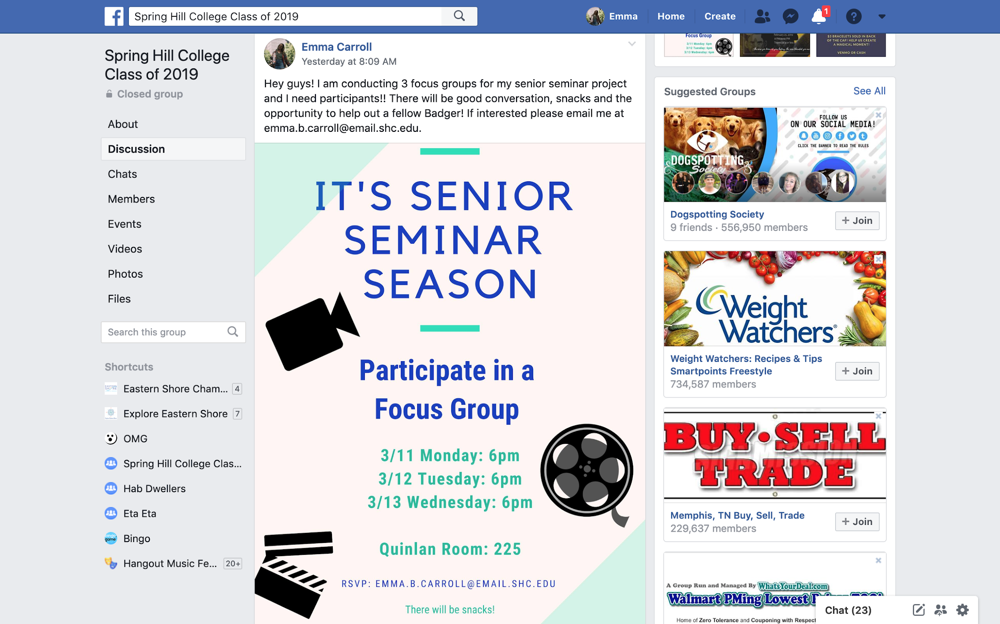 Spring Hill College Class of 2019
Emma
Home
Create
1
Spring Hill College
Class of 2019
Closed group
About
Discussion
Chats
Members
Events
Videos
Photos
Files
Search this group
Shortcuts
Eastern Shore Cham... 4
Explore Eastern Shore 7
OMG
Spring Hill College Clas...
Hab Dwellers
Eta Eta
Bingo
Hangout Music Fe... 20+
Emma Carroll
Yesterday at 8:09 AM
Hey guys! I am conducting 3 focus groups for my senior seminar project
and I need participants!! There will be good conversation, snacks and the
opportunity to help out a fellow Badger! If interested please email me at
emma.b.carroll@email.shc.edu.
IT'S SENIOR
SEMINAR
SEASON
Participate in a
Focus Group
3/11 Monday: 6pm
3/12 Tuesday: 6pm
3/13 Wednesday: 6pm
Quinlan Room: 225
RSVP: EMMA.B.CARROLL@EMAIL.SHC.EDU
There will be snacks!
Focus Group
3/11 Monday: 6pm
3/12 Tuesday: 6pm
3/13 Wednesday: 6pm
February 25, 2019
$3 BRACELETS SOLD IN BACK
OF THE CAF! HELP US CREATE
A MAGICAL MOMENT!
VENMO OR CASH
Suggested Groups
See All
FOLLOW US
ON OUR SOCIAL MEDIA!
CLICK THE BANNER TO READ THE RULES
DOGSPOTTING
Society
Dogspotting Society
9 friends · 556,950 members
+ Join
Weight
Watchers®
Weight Watchers: Recipes & Tips
Smartpoints Freestyle
734,587 members
+ Join
BUY•SELL
TRADE
Memphis, TN Buy, Sell, Trade
229,637 members
+ Join
A Group Run and Managed By WhatsYourDeal.com
Walmart PMing Lowest
Home of Zero Tolerance and Couponing with Respect
Chat (23)